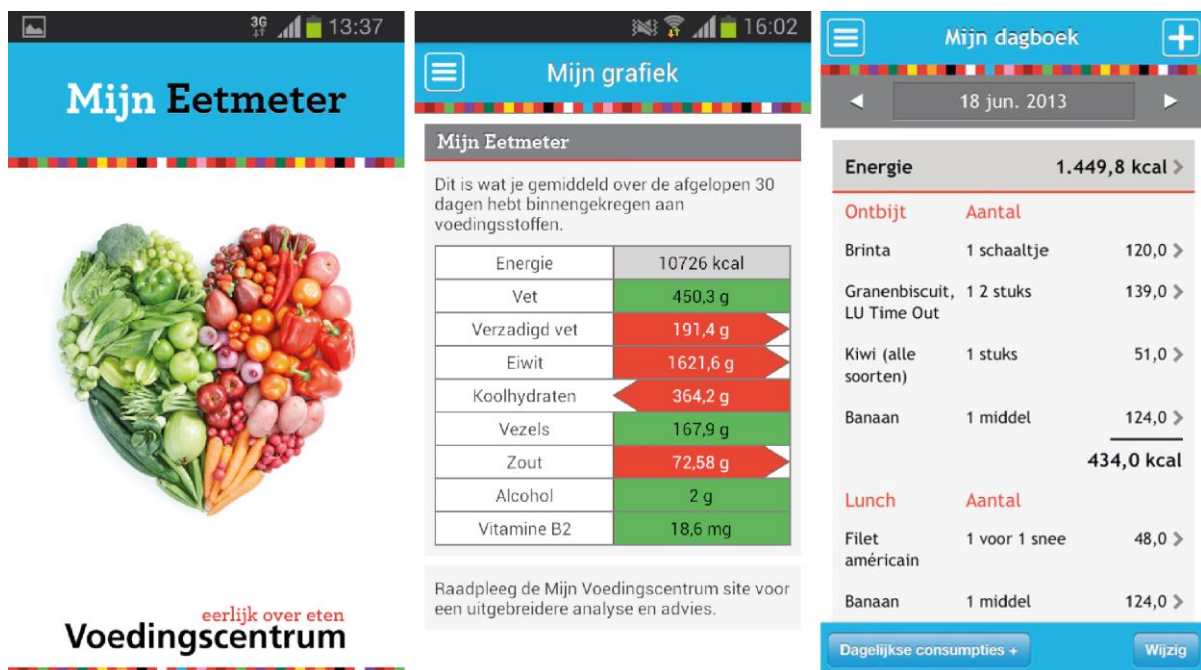 3G 13:37
Mijn Eetmeter
eerlijk over eten
Voedingscentrum
16:02
Mijn grafiek
Mijn Eetmeter
Dit is wat je gemiddeld over de afgelopen 30
dagen hebt binnengekregen aan
voedingsstoffen.
Energie 10726 kcal
Vet 450,3 g
Verzadigd vet 191,4 g
Eiwit 1621,6 g
Koolhydraten 364,2 g
Vezels 167,9 g
Zout 72,58 g
Alcohol 2 g
Vitamine B2 18,6 mg
Raadpleeg de Mijn Voedingscentrum site voor
een uitgebreidere analyse en advies.
Mijn dagboek
18 jun. 2013
Energie 1.449,8 kcal
Ontbijt Aantal
Brinta 1 schaaltje 120,0
Granenbiscuit, 1 2 stuks 139,0
LU Time Out
Kiwi (alle 1 stuks 51,0
soorten)
Banaan 1 middel 124,0
434,0 kcal
Lunch Aantal
Filet 1 voor 1 snee 48,0
américain
Banaan 1 middel 124,0
Dagelijkse consumpties + Wijzig